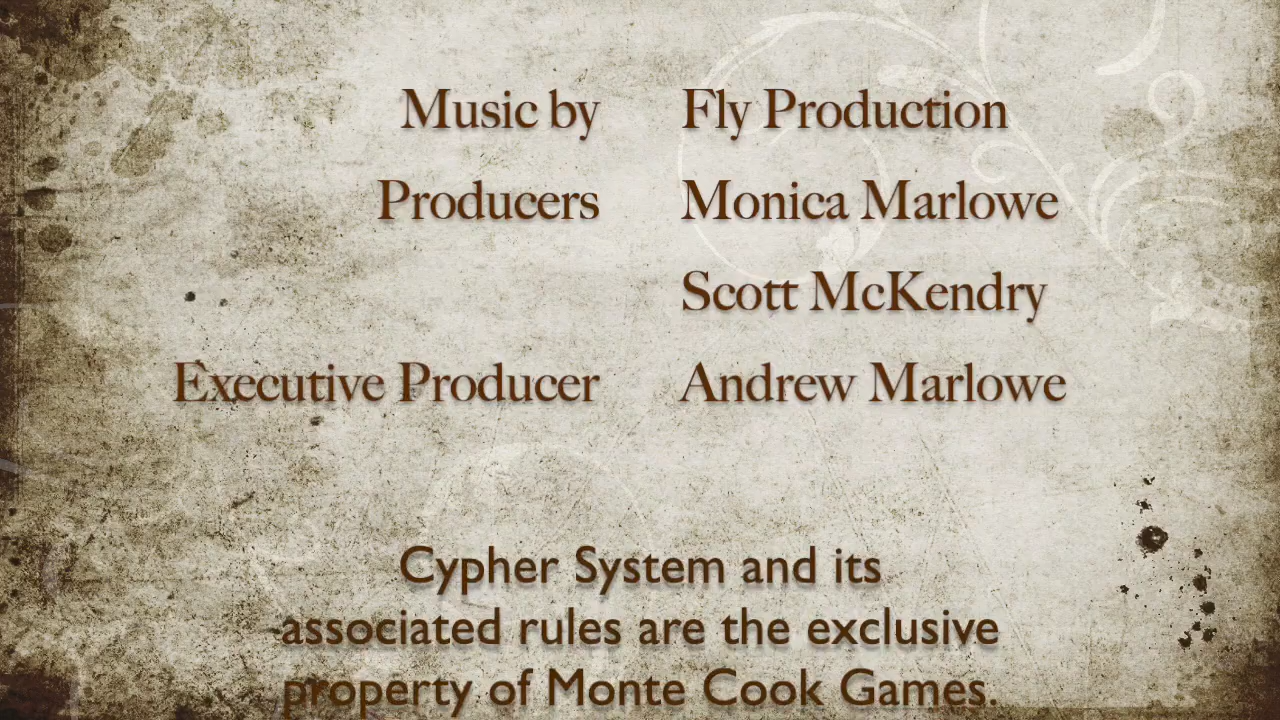 Music by Fly Production
Producers Monica Marlowe
Scott McKendry
Executive Producer Andrew Marlowe
Cypher System and its
associated rules are the exclusive
property of Monte Cook Games.